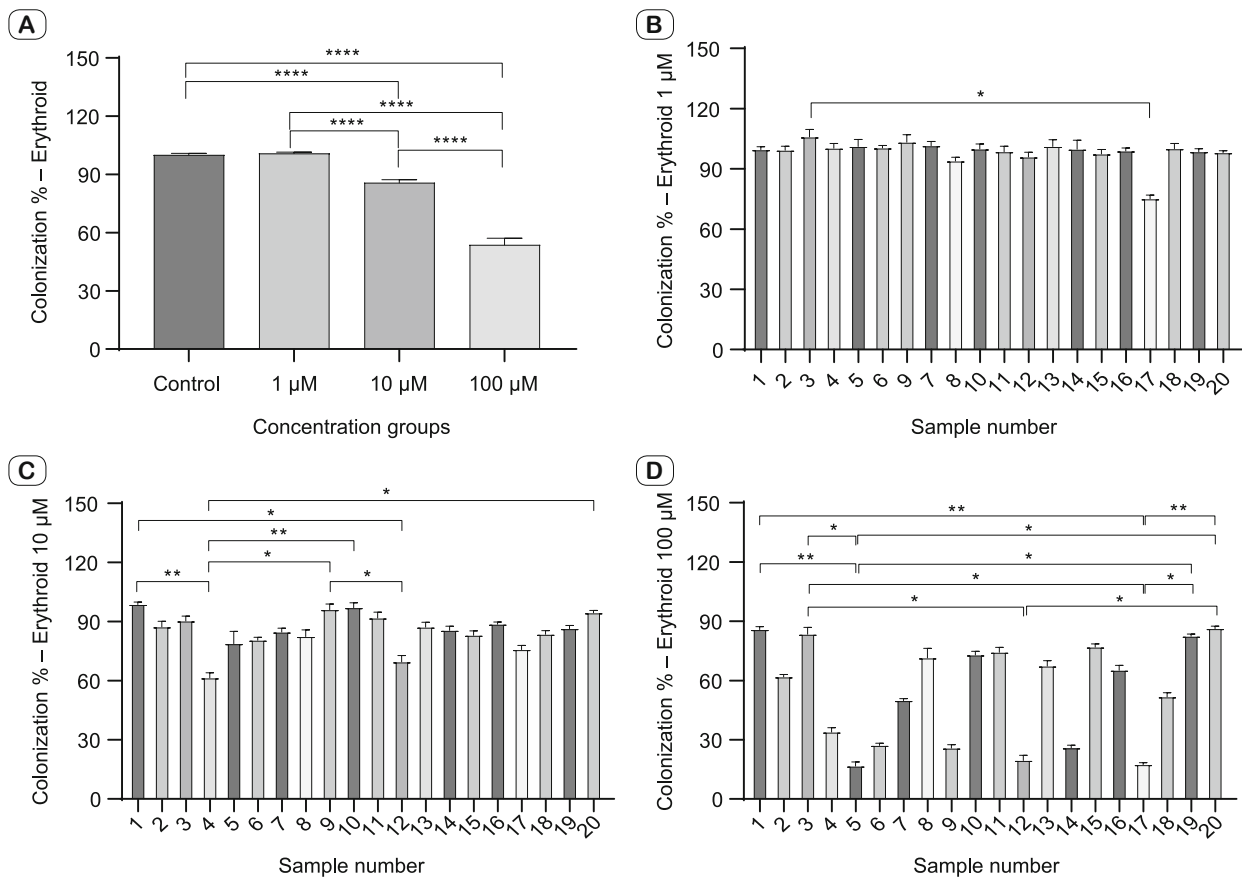 A
Colonization % – Erythroid
150
120
90
60
30
0
****
****
****
****
****
Control 1 µM 10 µM 100 µM
Concentration groups
B
Colonization % – Erythroid 1 µM
150
120
90
60
30
0
*
1 2 3 4 5 6 9 7 8 10 11 12 13 14 15 16 17 18 19 20
Sample number
C
Colonization % – Erythroid 10 µM
150
120
90
60
30
0
*
*
**
*
** *
1 2 3 4 5 6 7 8 9 10 11 12 13 14 15 16 17 18 19 20
Sample number
D
Colonization % – Erythroid 100 µM
150
120
90
60
30
0
** **
* *
** *
* *
* *
1 2 3 4 5 6 7 8 9 10 11 12 13 14 15 16 17 18 19 20
Sample number